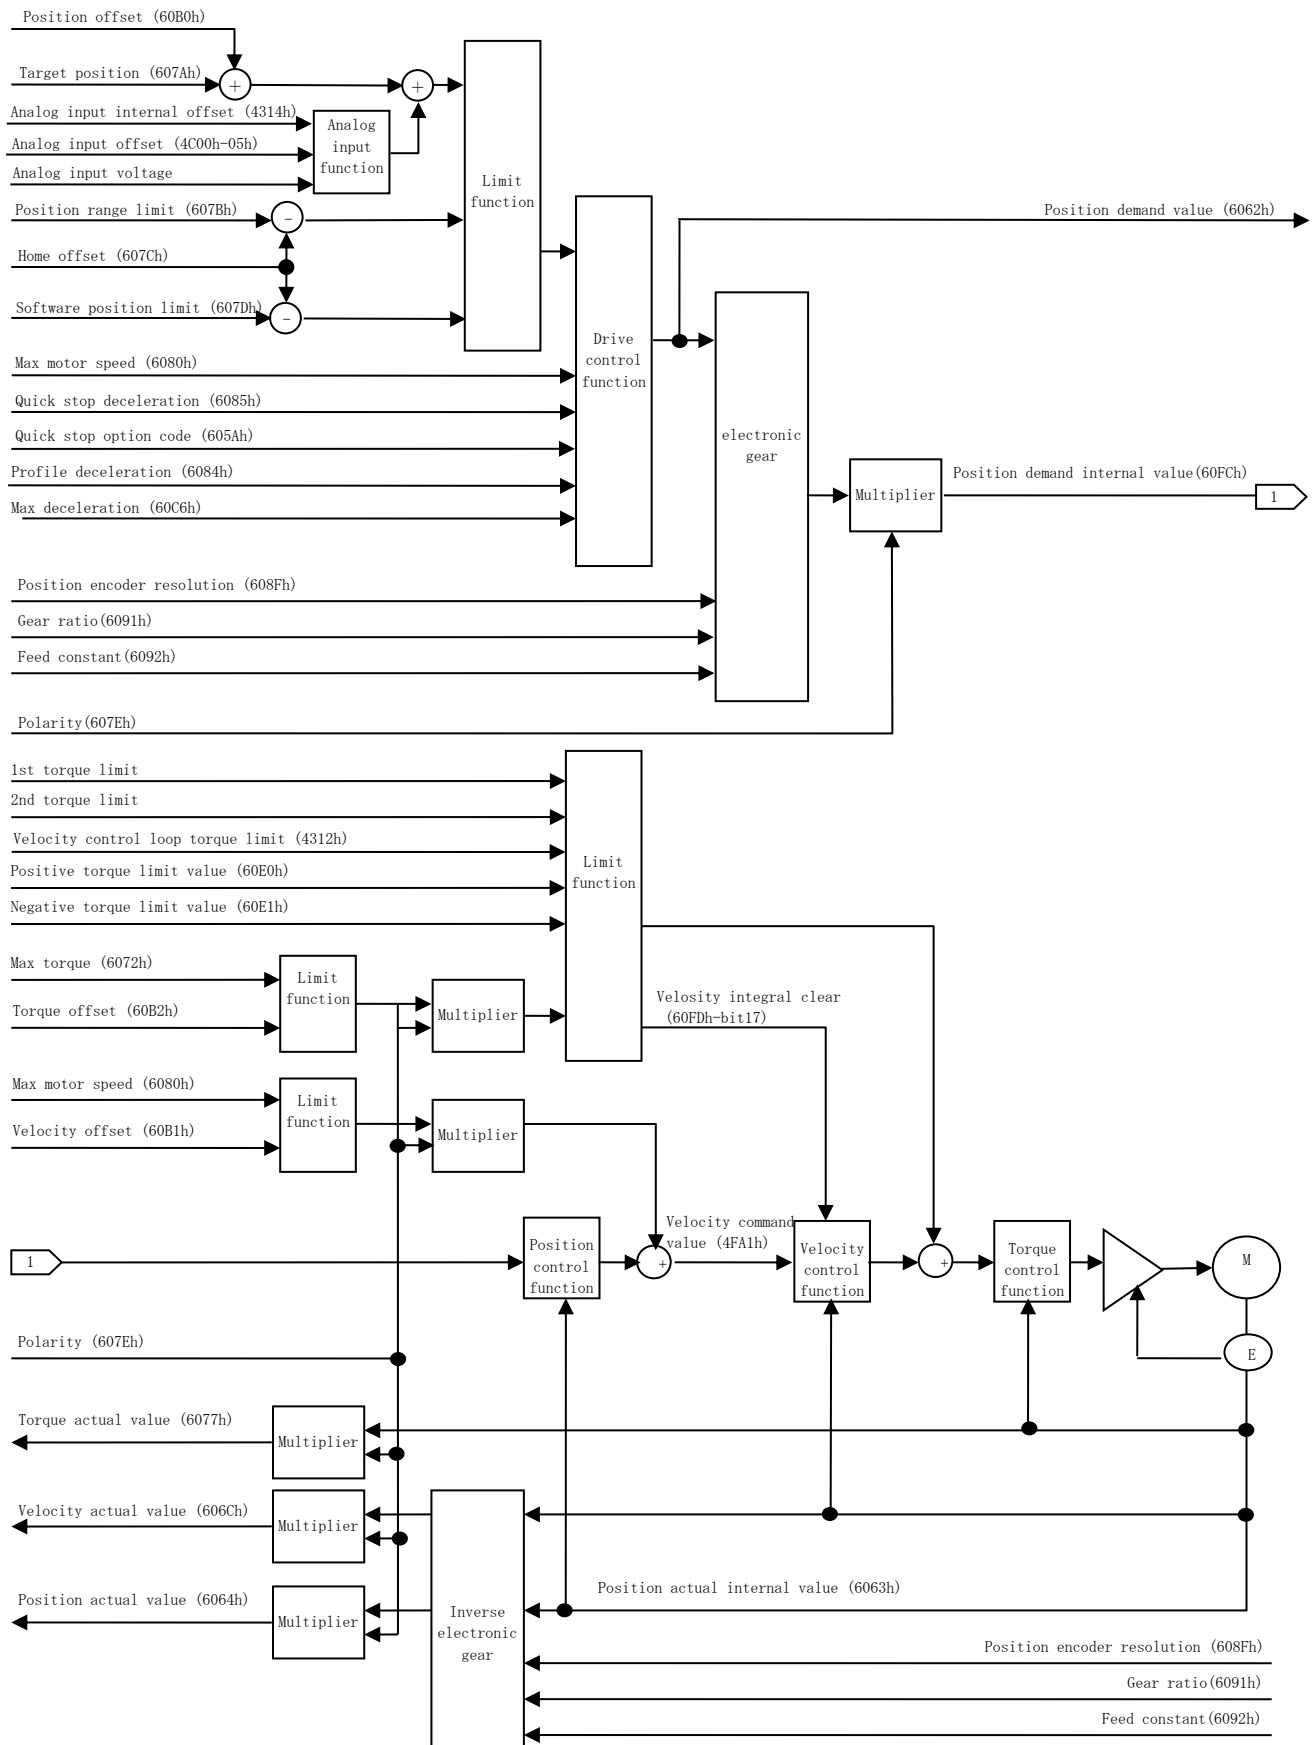 Position offset (60B0h)
Target position (607Ah)
+
+
Analog input internal offset (4314h)
Analog input offset (4C00h-05h)
Analog input voltage
Analog
input
function
Position range limit (607Bh)
-
Home offset (607Ch)
Software position limit (607Dh)
-
Limit
function
Position demand value (6062h)
Max motor speed (6080h)
Quick stop deceleration (6085h)
Quick stop option code (605Ah)
Profile deceleration (6084h)
Max deceleration (60C6h)
Drive
control
function
electronic
gear
Multiplier
Position demand internal value(60FCh)
1
Position encoder resolution (608Fh)
Gear ratio(6091h)
Feed constant(6092h)
Polarity(607Eh)
1st torque limit
2nd torque limit
Velocity control loop torque limit (4312h)
Positive torque limit value (60E0h)
Negative torque limit value (60E1h)
Limit
function
Max torque (6072h)
Torque offset (60B2h)
Limit
function
Multiplier
Velosity integral clear
(60FDh-bit17)
Max motor speed (6080h)
Velocity offset (60B1h)
Limit
function
Multiplier
1
Position
control
function
+
Velocity command
value (4FA1h)
Velocity
control
function
+
Torque
control
function
M
E
Polarity (607Eh)
Torque actual value (6077h)
Multiplier
Velocity actual value (606Ch)
Multiplier
Position actual value (6064h)
Multiplier
Inverse
electronic
gear
Position actual internal value (6063h)
Position encoder resolution (608Fh)
Gear ratio(6091h)
Feed constant(6092h)